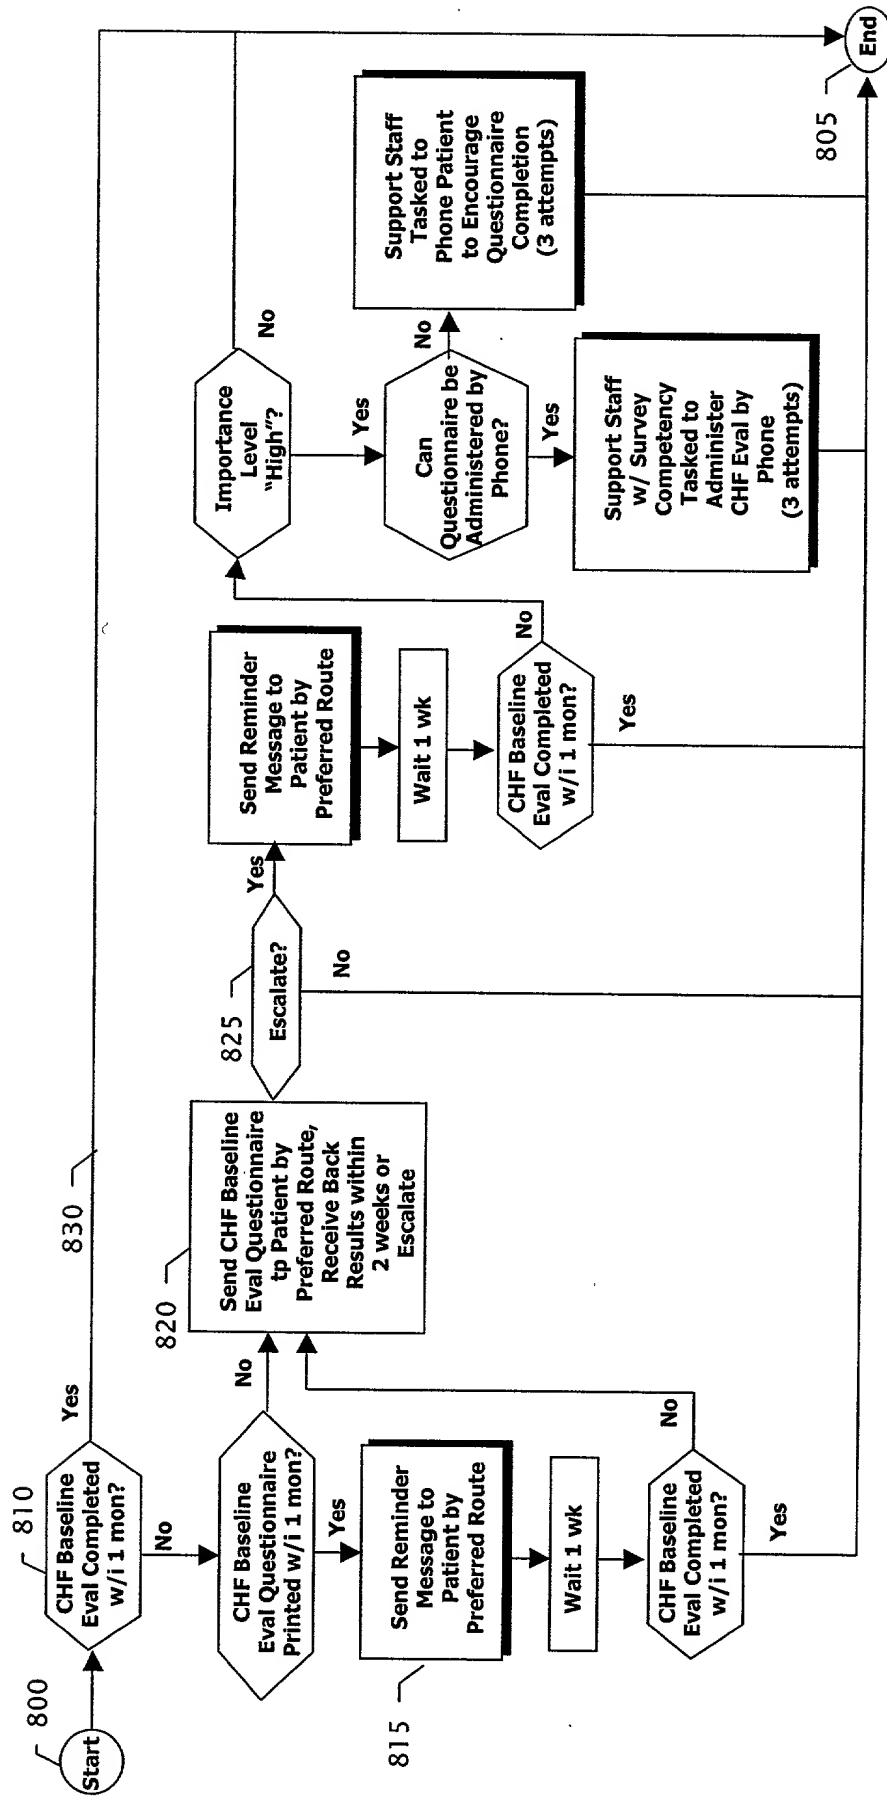 800
Start
810
CHF Baseline
Eval Completed
w/i 1 mon?
Yes
830
No
CHF Baseline
Eval Questionnaire
Printed w/i 1 mon?
No
Yes
815
Send Reminder
Message to
Patient by
Preferred Route
Wait 1 wk
CHF Baseline
Eval Completed
w/i 1 mon?
No
Yes
820
Send CHF Baseline
Eval Questionnaire
tp Patient by
Preferred Route,
Receive Back
Results within
2 weeks or
Escalate
825
Escalate?
Yes
No
Send Reminder
Message to
Patient by
Preferred Route
Wait 1 wk
CHF Baseline
Eval Completed
w/i 1 mon?
No
Yes
Importance
Level
"High"?
No
Yes
Can
Questionnaire be
Administered by
Phone?
No
Yes
Support Staff
Tasked to
Phone Patient
to Encourage
Questionnaire
Completion
(3 attempts)
Support Staff
w/ Survey
Competency
Tasked to
Administer
CHF Eval by
Phone
(3 attempts)
805
End